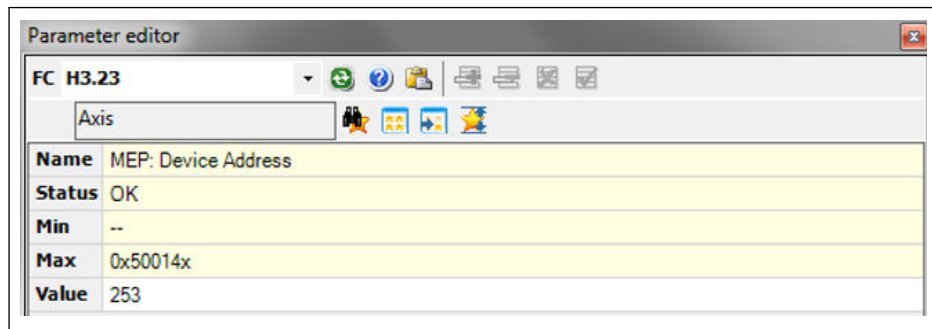 Parameter editor
FC H3.23
Axis
Name MEP: Device Address
Status OK
Min --
Max 0x50014x
Value 253